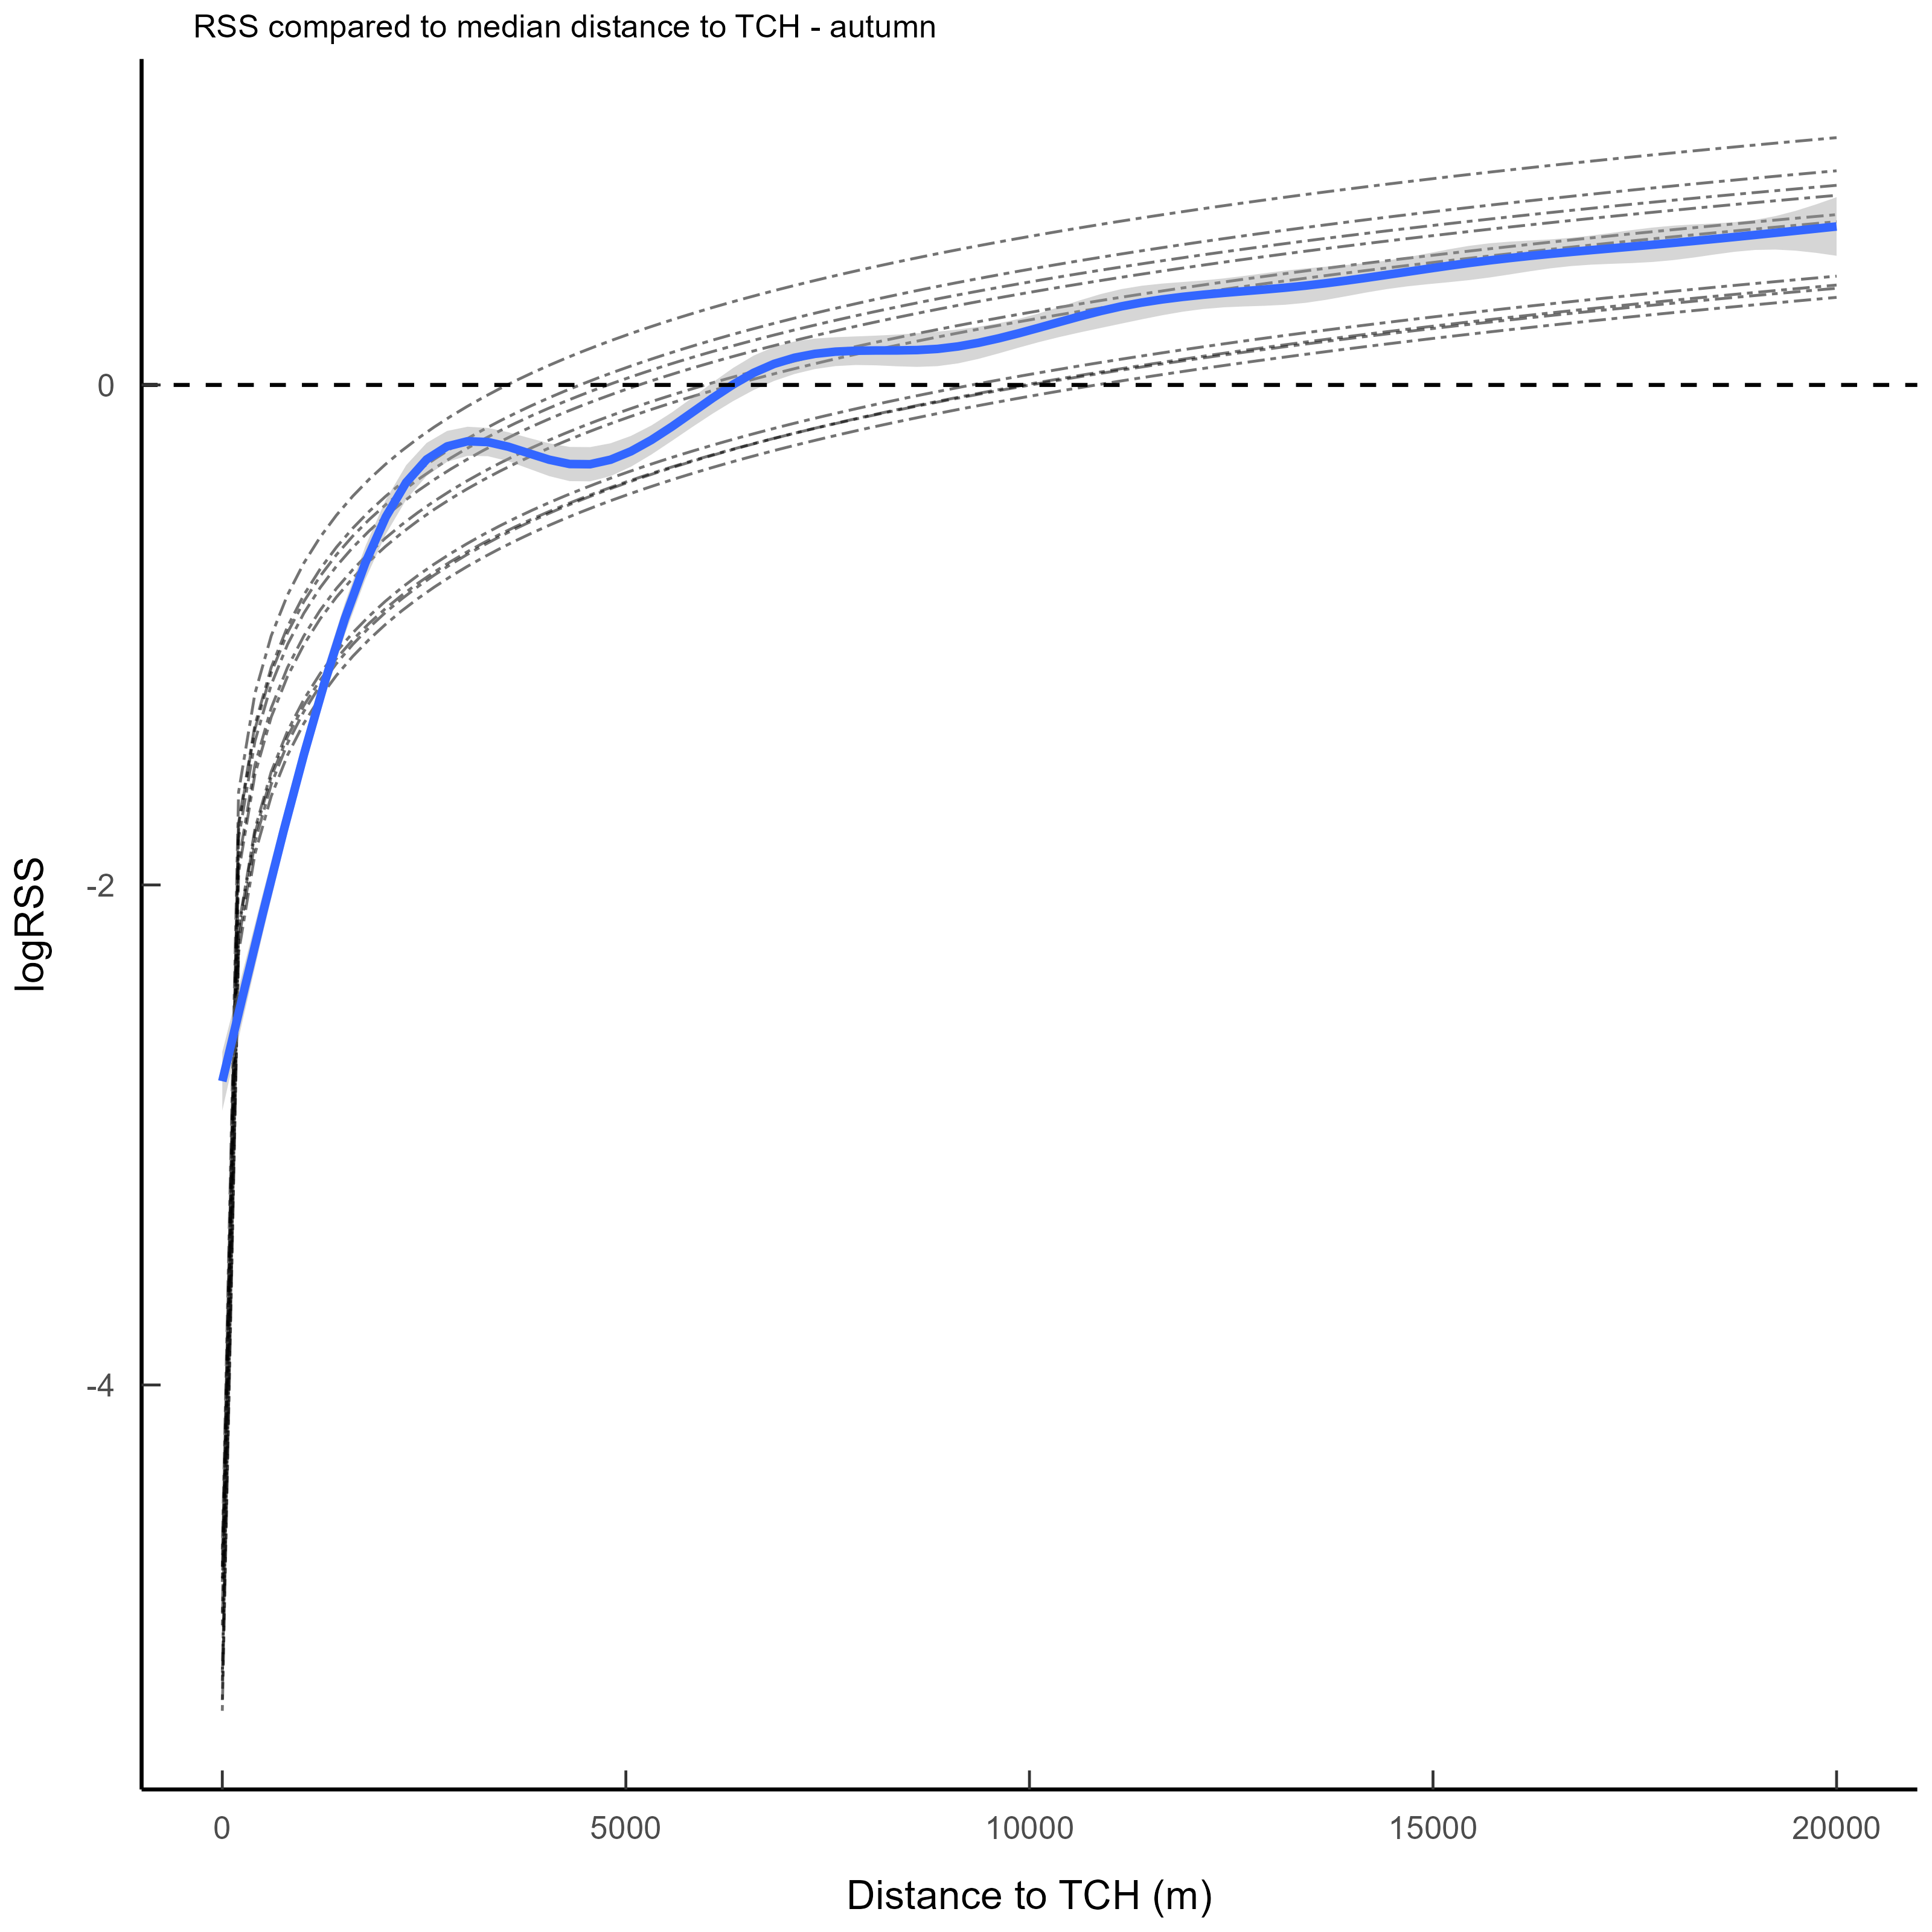 RSS compared to median distance to TCH - autumn
0
-2
-4
logRSS
0 5000 10000 15000 20000
Distance to TCH (m)